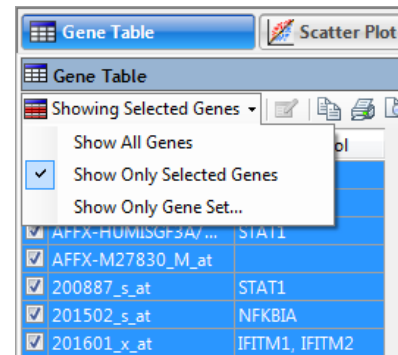 Gene Table Scatter Plot
Gene Table
Showing Selected Genes
Show All Genes ol
Show Only Selected Genes
Show Only Gene Set...
AFFX-HUMISGF3A/... STAT1
AFFX-M27830_M_at
200887_s_at STAT1
201502_s_at NFKBIA
201601_x_at IFITM1, IFITM2